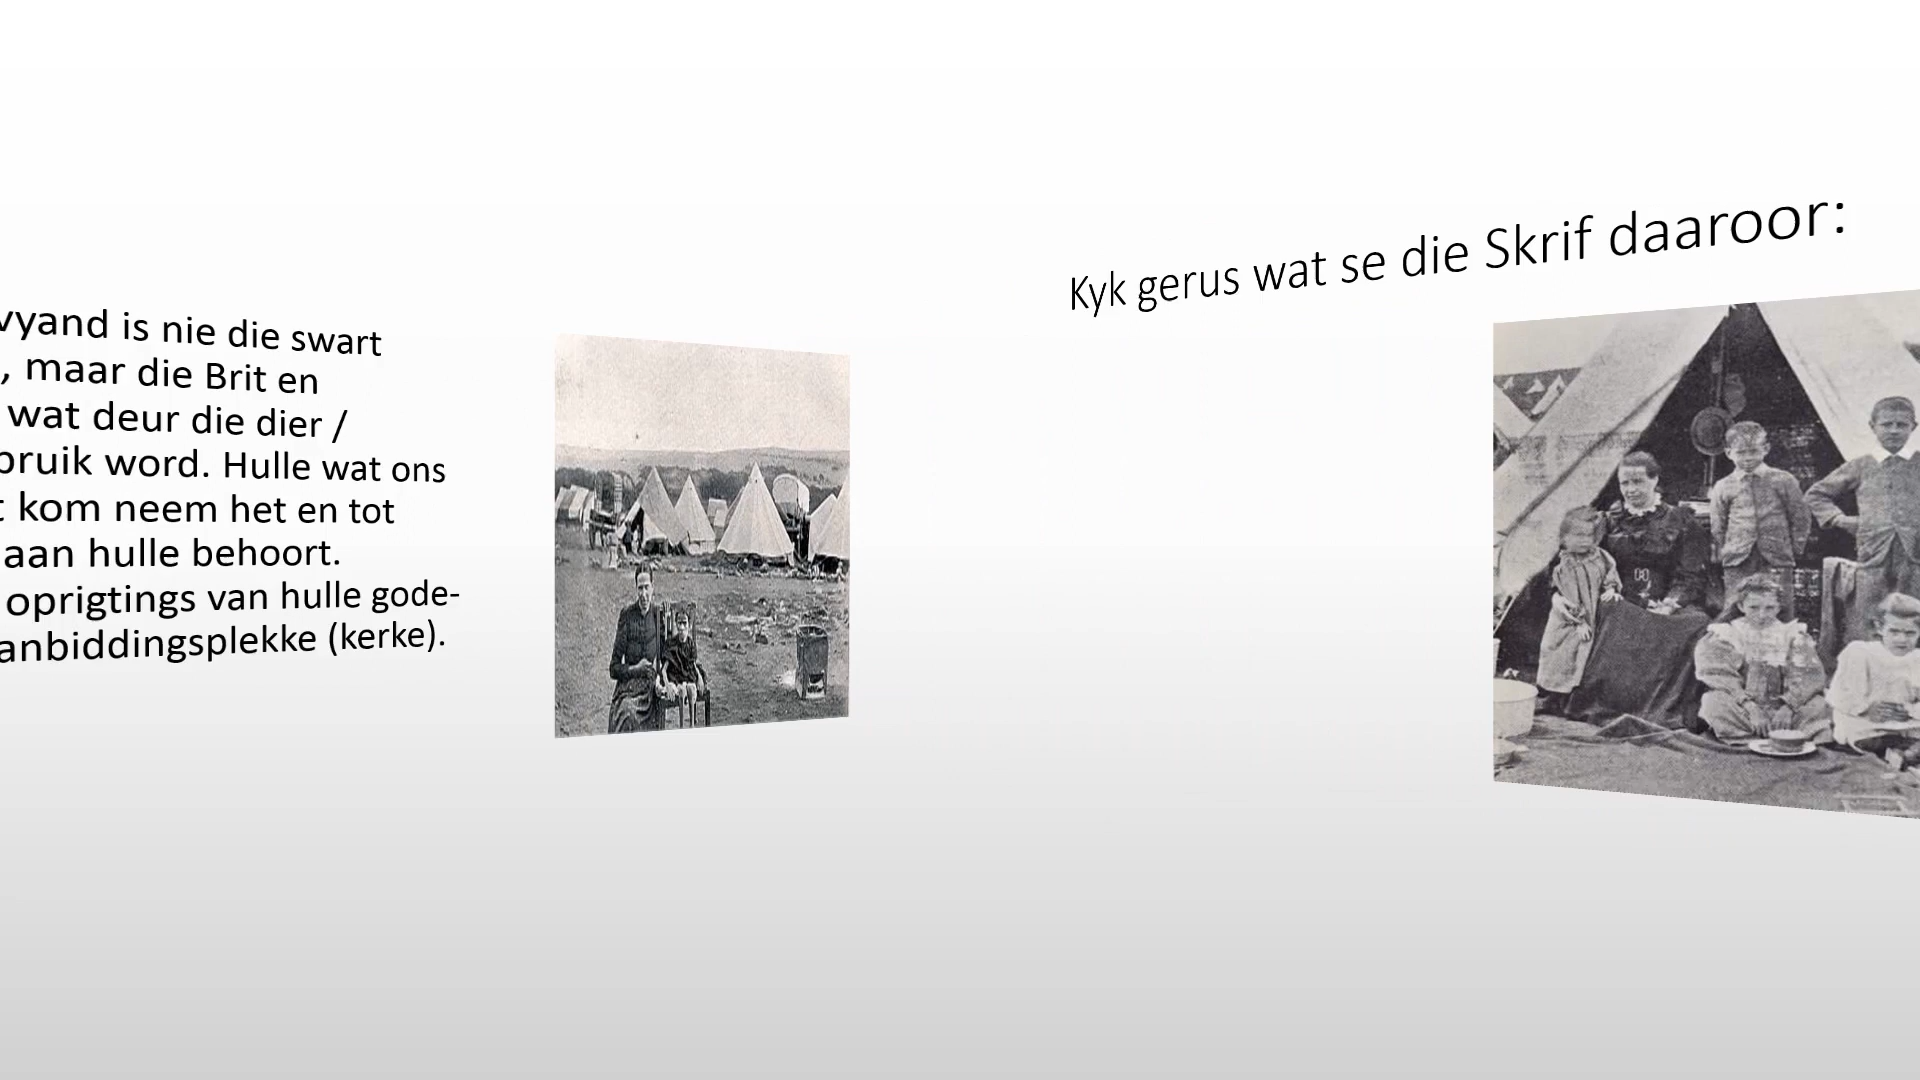 vyand is nie die swart
, maar die Brit en
wat deur die dier /
bruik word. Hulle wat ons
kom neem het en tot
aan hulle behoort.
oprigtings van hulle gode-
anbiddingsplekke (kerke).
Kyk gerus wat se die Skrif daaroor: